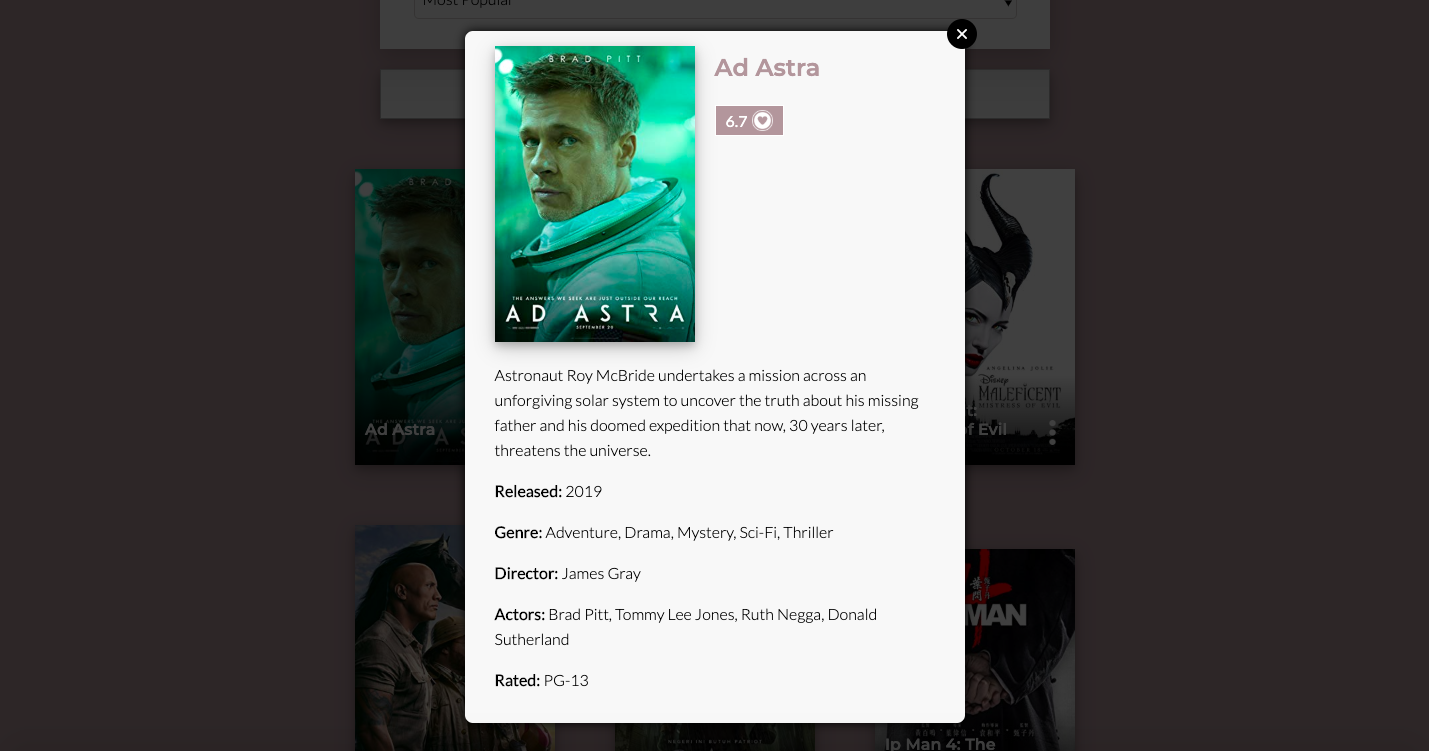 Most Popular
BRAD PITT
THE ANSWERS WE SEEK ARE JUST OUTSIDE OUR REACH
AD ASTRA
SEPTEMBER 20
Ad Astra
6.7
Astronaut Roy McBride undertakes a mission across an
unforgiving solar system to uncover the truth about his missing
father and his doomed expedition that now, 30 years later,
threatens the universe.
Released: 2019
Genre: Adventure, Drama, Mystery, Sci-Fi, Thriller
Director: James Gray
Actors: Brad Pitt, Tommy Lee Jones, Ruth Negga, Donald
Sutherland
Rated: PG-13
BRAD
AD A
Ad Astra
ANGELINA JOLIE
Disney
MALEFICENT
MISTRESS OF EVIL
t:
of Evil
MAN
Ip Man 4: The